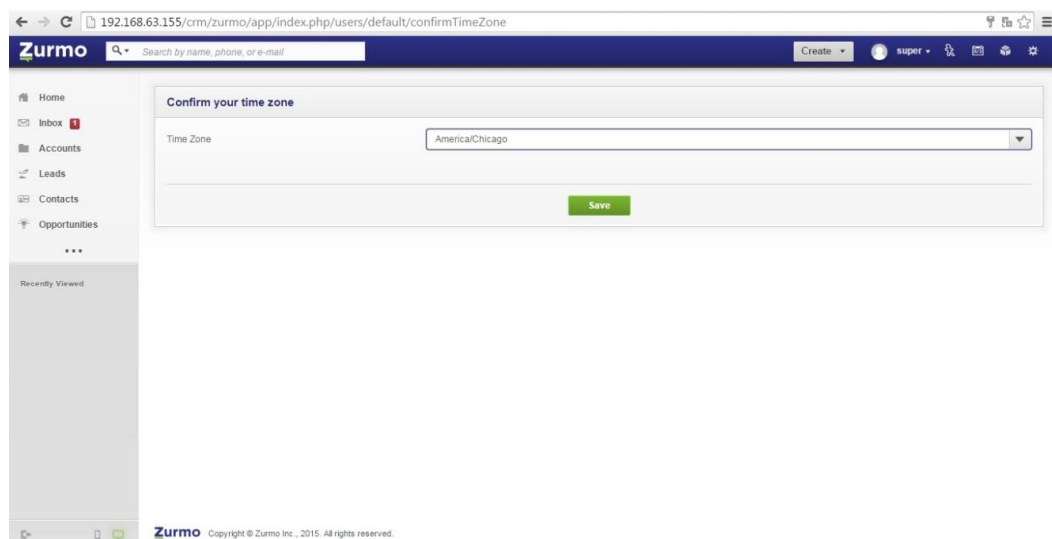 192.168.63.155/crm/zurmo/app/index.php/users/default/confirmTimeZone
Zurmo Search by name, phone, or e-mail Create super
Home
Inbox 1
Accounts
Leads
Contacts
Opportunities
...
Recently Viewed
Confirm your time zone
Time Zone America/Chicago
Save
Zurmo Copyright © Zurmo Inc., 2015. All rights reserved.